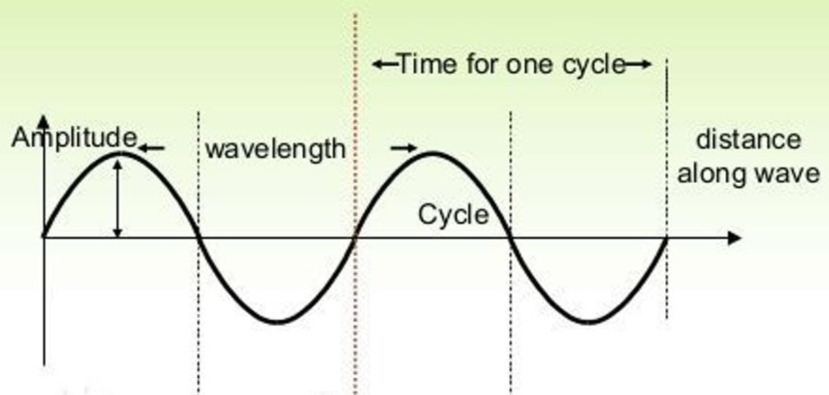 Time for one cycle
Amplitude
wavelength
distance
along wave
Cycle